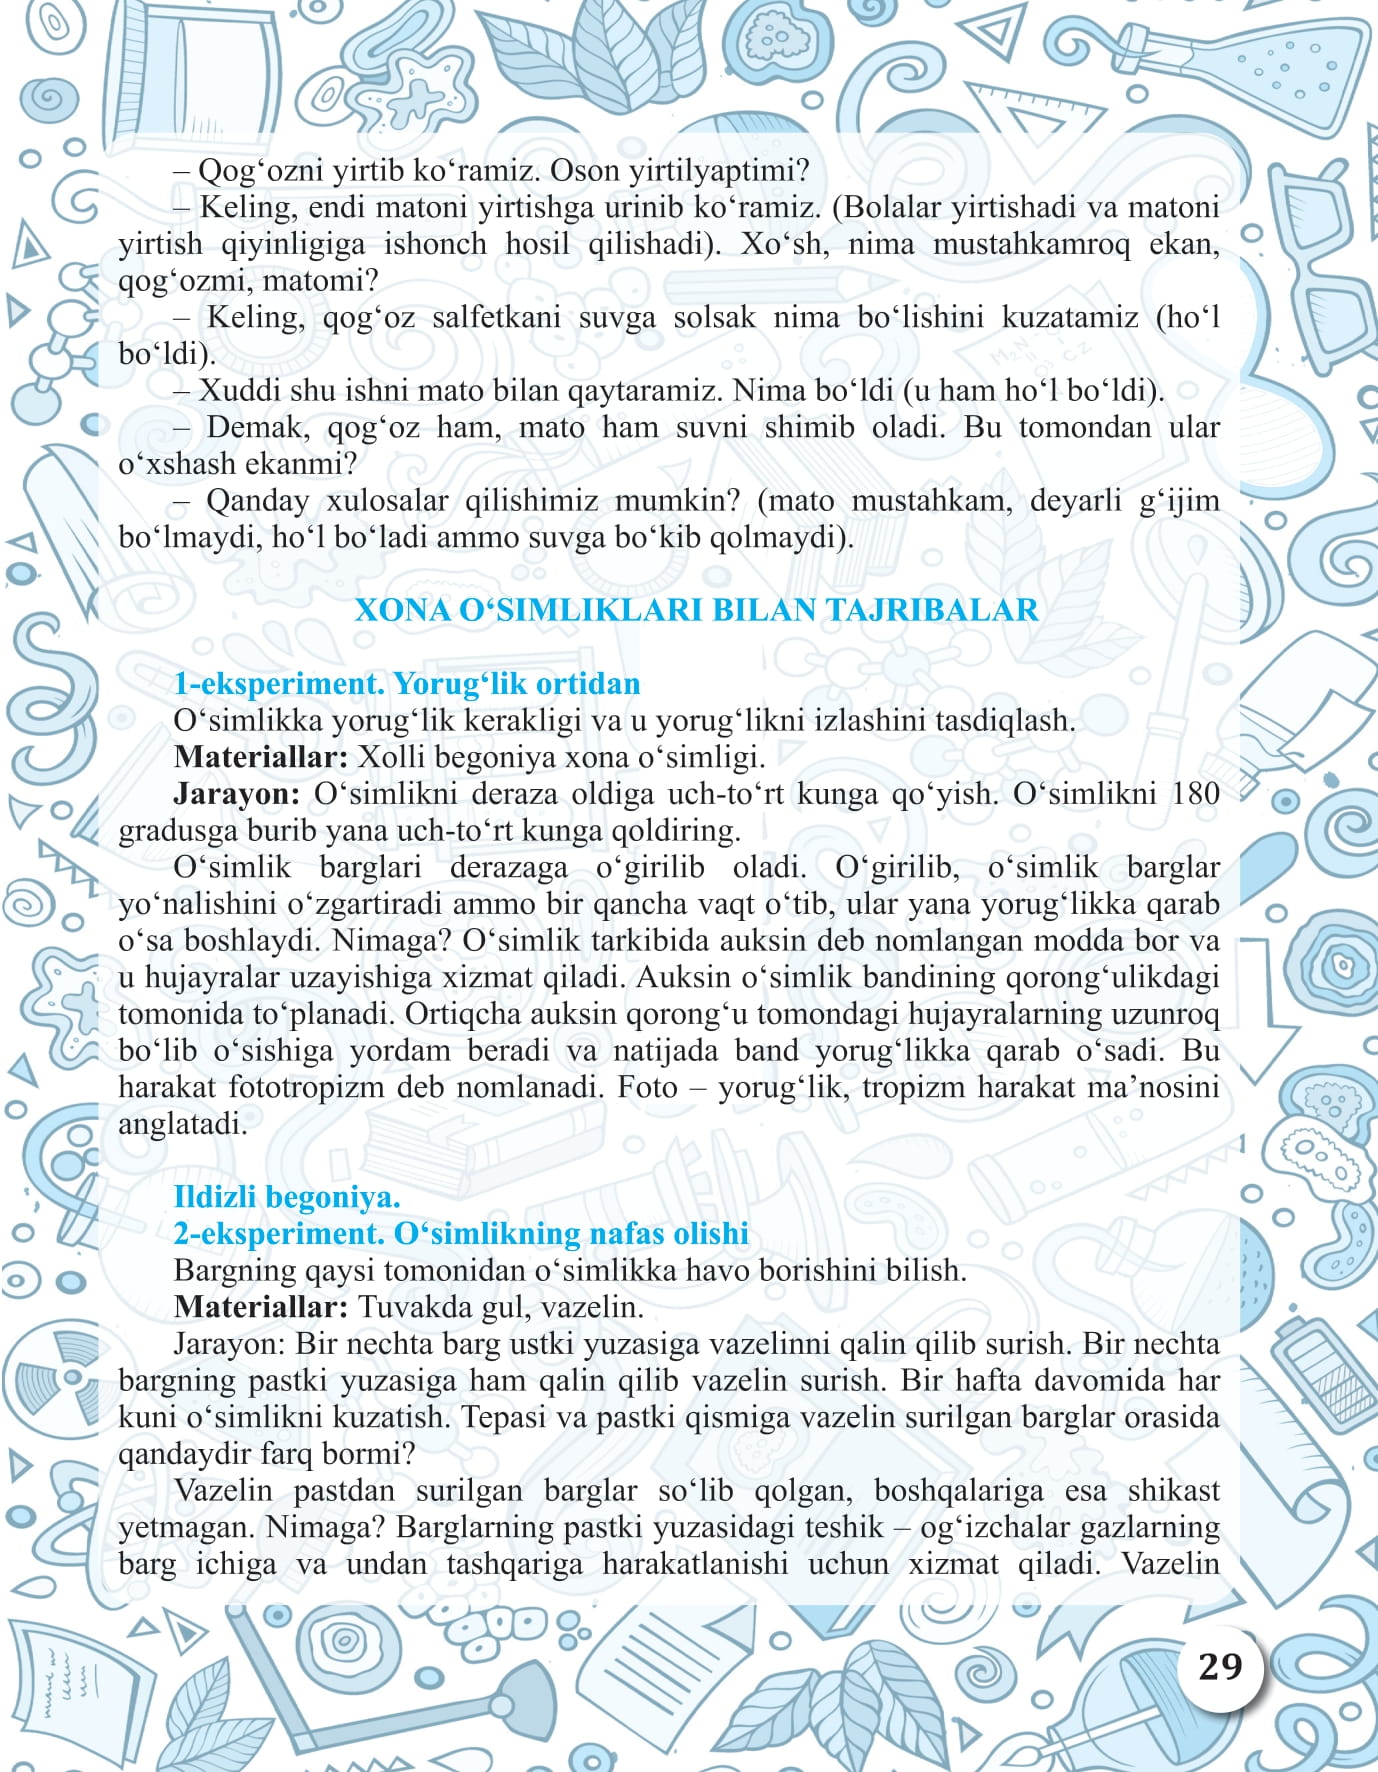 – Qog‘ozni yirtib ko‘ramiz. Oson yirtilyaptimi?
– Keling, endi matoni yirtishga urinib ko‘ramiz. (Bolalar yirtishadi va matoni
yirtish qiyinligiga ishonch hosil qilishadi). Xo‘sh, nima mustahkamroq ekan,
qog‘ozmi, matomi?
– Keling, qog‘oz salfetkani suvga solsak nima bo‘lishini kuzatamiz (ho‘l
bo‘ldi).
– Xuddi shu ishni mato bilan qaytaramiz. Nima bo‘ldi (u ham ho‘l bo‘ldi).
– Demak, qog‘oz ham, mato ham suvni shimib oladi. Bu tomondan ular
o‘xshash ekanmi?
– Qanday xulosalar qilishimiz mumkin? (mato mustahkam, deyarli g‘ijim
bo‘lmaydi, ho‘l bo‘ladi ammo suvga bo‘kib qolmaydi).
XONA O‘SIMLIKLARI BILAN TAJRIBALAR
1-eksperiment. Yorug‘lik ortidan
O‘simlikka yorug‘lik kerakligi va u yorug‘likni izlashini tasdiqlash.
Materiallar: Xolli begoniya xona o‘simligi.
Jarayon: O‘simlikni deraza oldiga uch-to‘rt kunga qo‘yish. O‘simlikni 180
gradusga burib yana uch-to‘rt kunga qoldiring.
O‘simlik barglari derazaga o‘girilib oladi. O‘girilib, o‘simlik barglar
yo‘nalishini o‘zgartiradi ammo bir qancha vaqt o‘tib, ular yana yorug‘likka qarab
o‘sa boshlaydi. Nimaga? O‘simlik tarkibida auksin deb nomlangan modda bor va
u hujayralar uzayishiga xizmat qiladi. Auksin o‘simlik bandining qorong‘ulikdagi
tomonida to‘planadi. Ortiqcha auksin qorong‘u tomondagi hujayralarning uzunroq
bo‘lib o‘sishiga yordam beradi va natijada band yorug‘likka qarab o‘sadi. Bu
harakat fototropizm deb nomlanadi. Foto – yorug‘lik, tropizm harakat ma’nosini
anglatadi.
Ildizli begoniya.
2-eksperiment. O‘simlikning nafas olishi
Bargning qaysi tomonidan o‘simlikka havo borishini bilish.
Materiallar: Tuvakda gul, vazelin.
Jarayon: Bir nechta barg ustki yuzasiga vazelinni qalin qilib surish. Bir nechta
bargning pastki yuzasiga ham qalin qilib vazelin surish. Bir hafta davomida har
kuni o‘simlikni kuzatish. Tepasi va pastki qismiga vazelin surilgan barglar orasida
qandaydir farq bormi?
Vazelin pastdan surilgan barglar so‘lib qolgan, boshqalariga esa shikast
yetmagan. Nimaga? Barglarning pastki yuzasidagi teshik – og‘izchalar gazlarning
barg ichiga va undan tashqariga harakatlanishi uchun xizmat qiladi. Vazelin
29